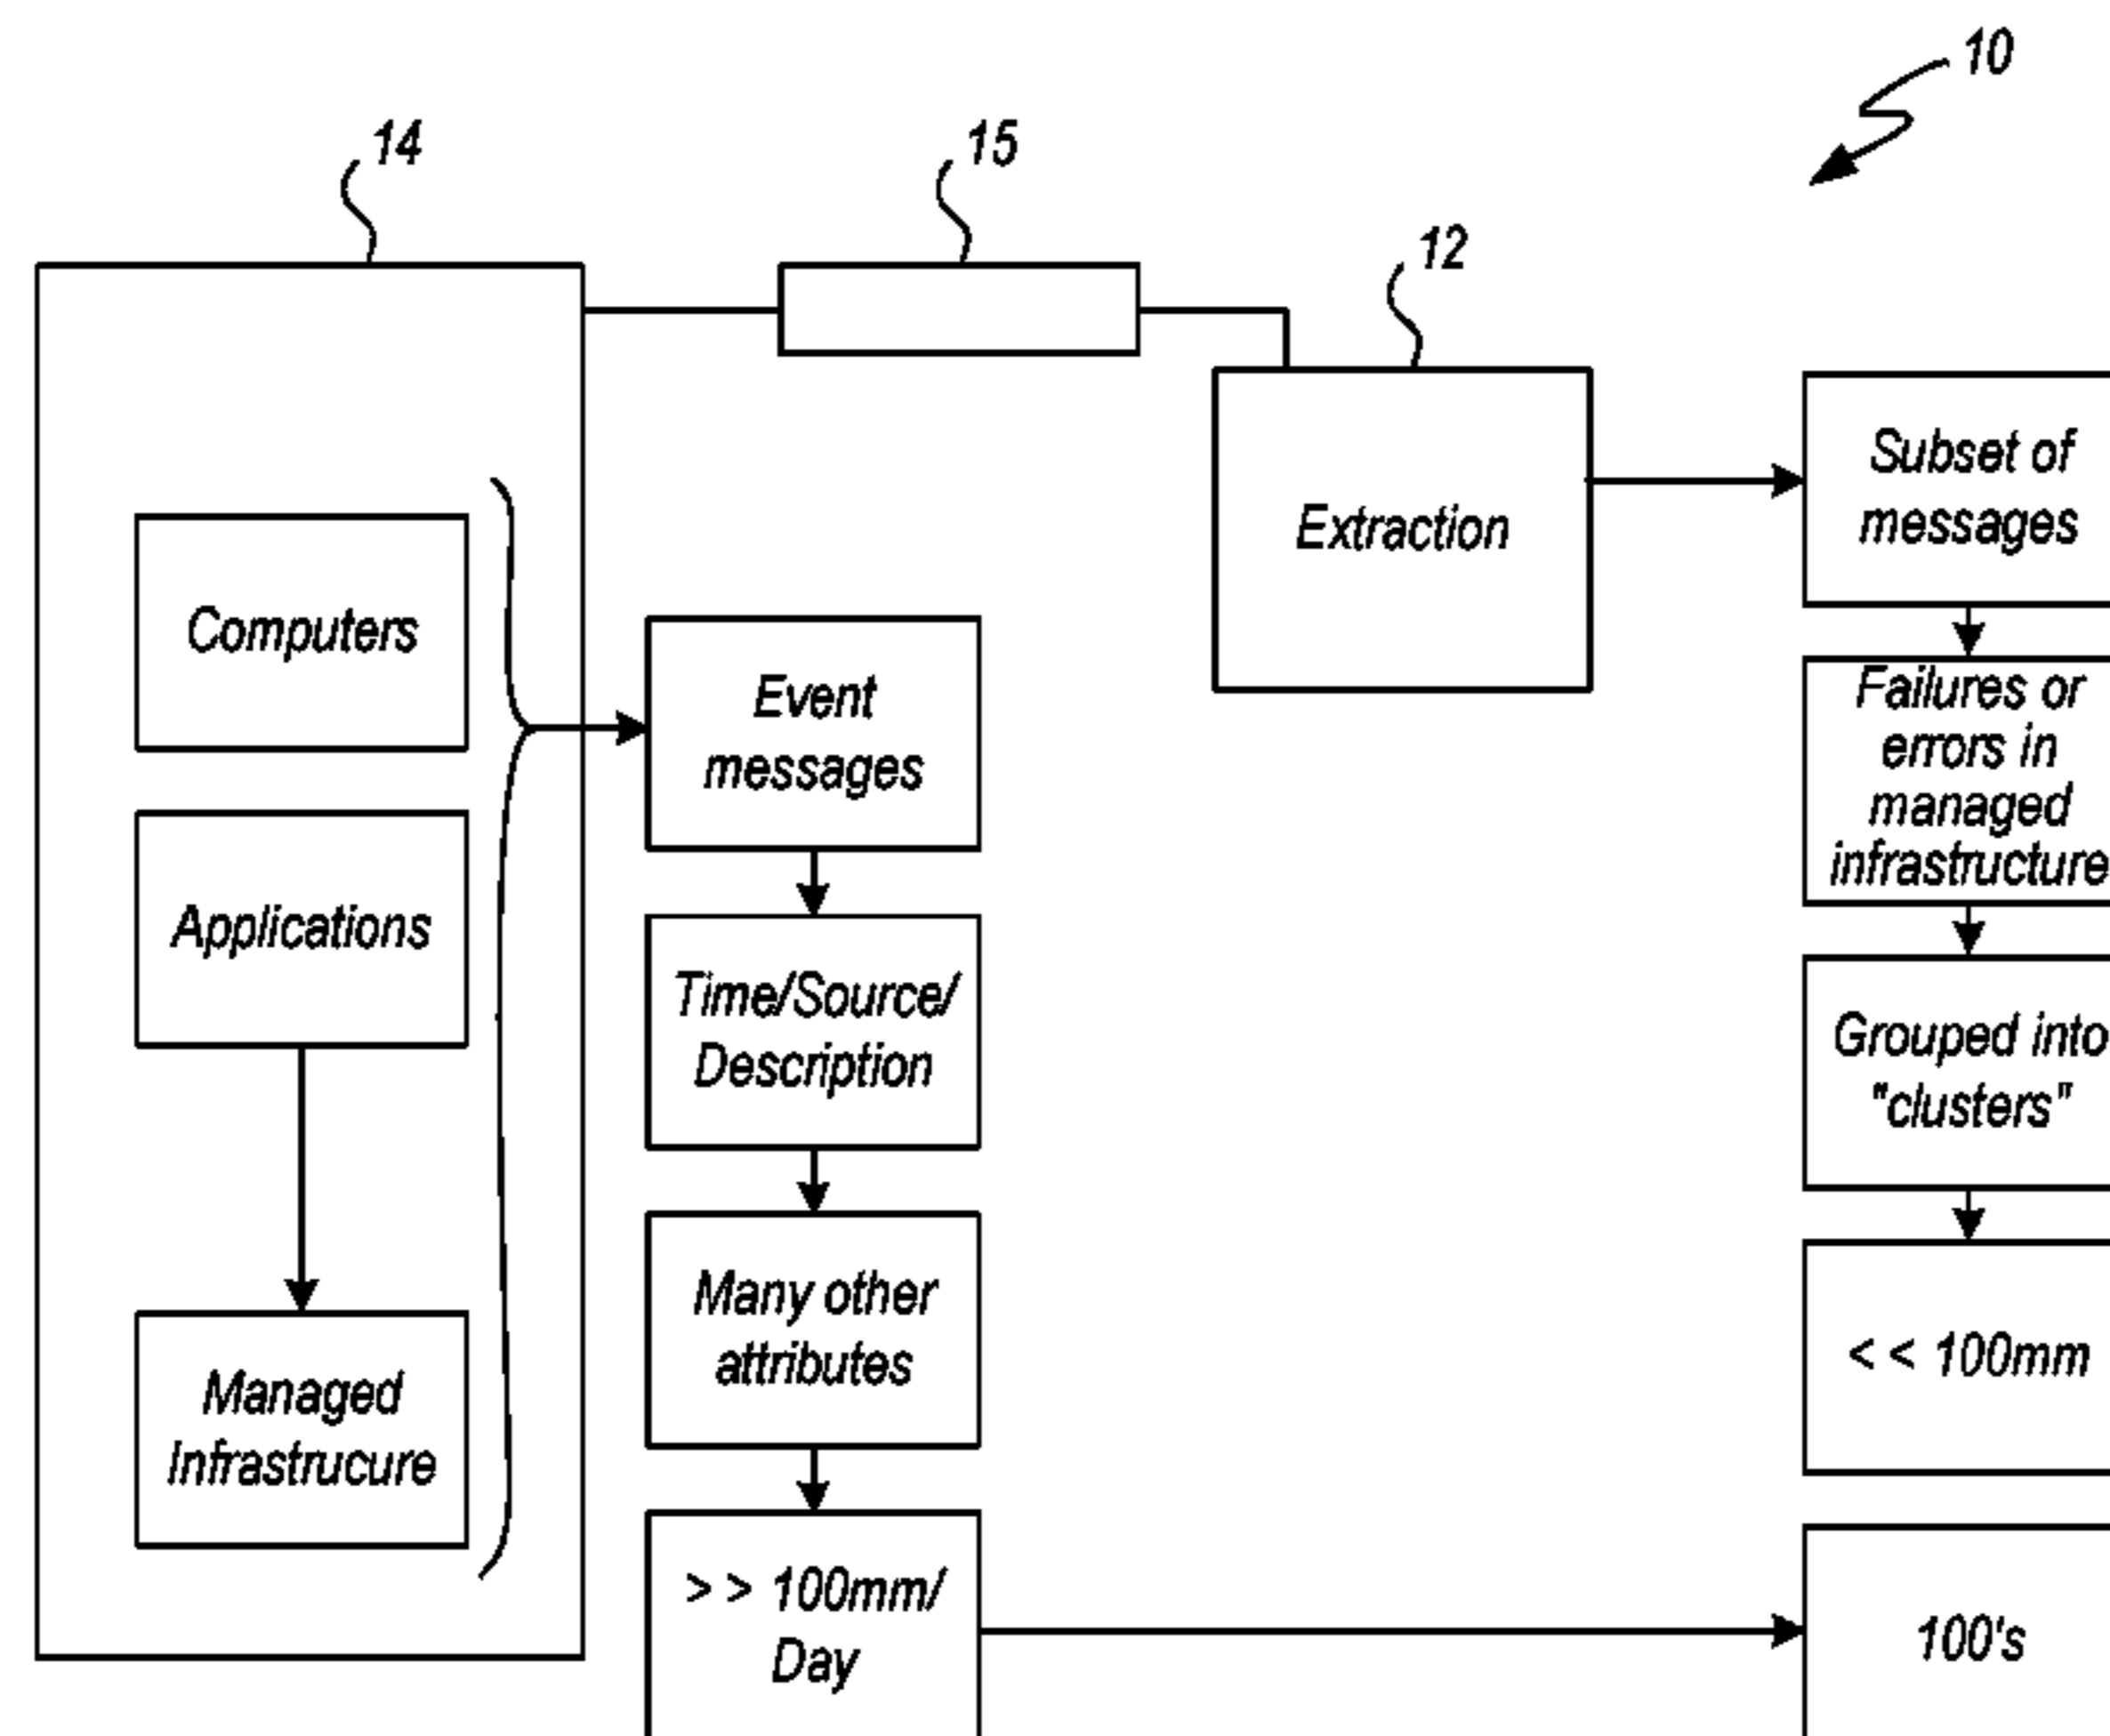 10
14
15
12
Computers
Applications
Managed
Infrastrucure
Event
messages
Time/Source/
Description
Many other
attributes
> > 100mm/
Day
Extraction
Subset of
messages
Failures or
errors in
managed
infrastructure
Grouped into
"clusters"
< < 100mm
100's